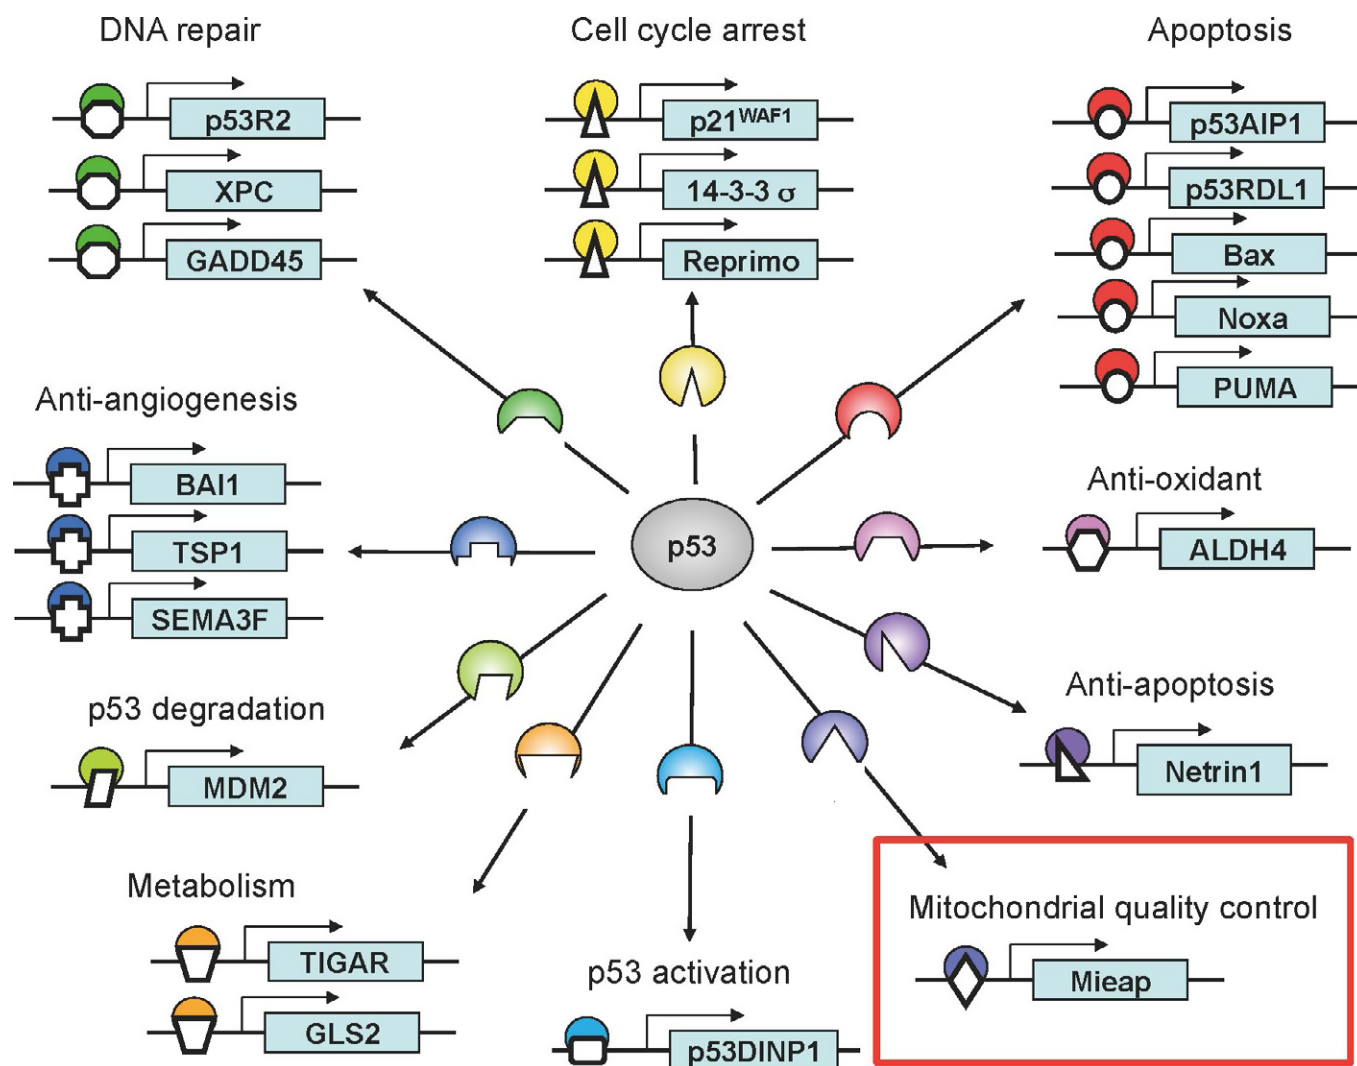 DNA repair
p53R2
XPC
GADD45
Cell cycle arrest
p21WAF1
14-3-3 σ
Reprimo
Apoptosis
p53AIP1
p53RDL1
Bax
Noxa
PUMA
Anti-angiogenesis
BAI1
TSP1
SEMA3F
p53
Anti-oxidant
ALDH4
p53 degradation
MDM2
Anti-apoptosis
Netrin1
Metabolism
TIGAR
GLS2
p53 activation
p53DINP1
Mitochondrial quality control
Mieap